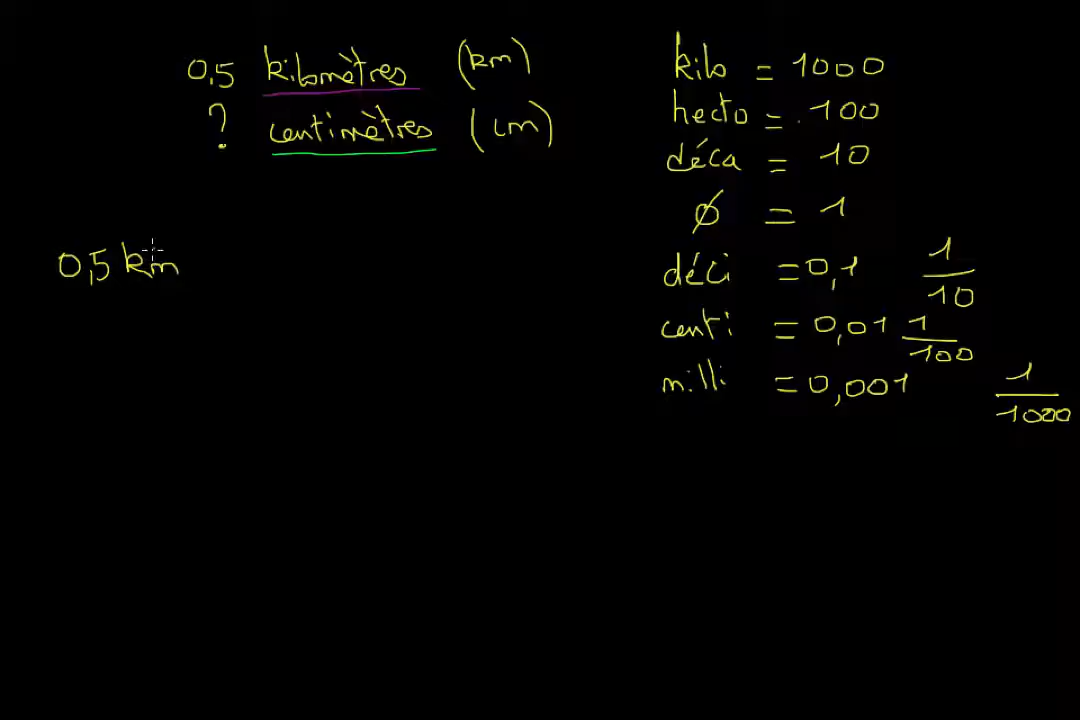 0,5 kilomètres (km)
? centimètres (cm)
0,5 km
kilo = 1000
hecto = .100
déca = 10
∅ = 1
déci = 0,1 1/10
centi = 0,01 1/100
milli = 0,001 1/1000